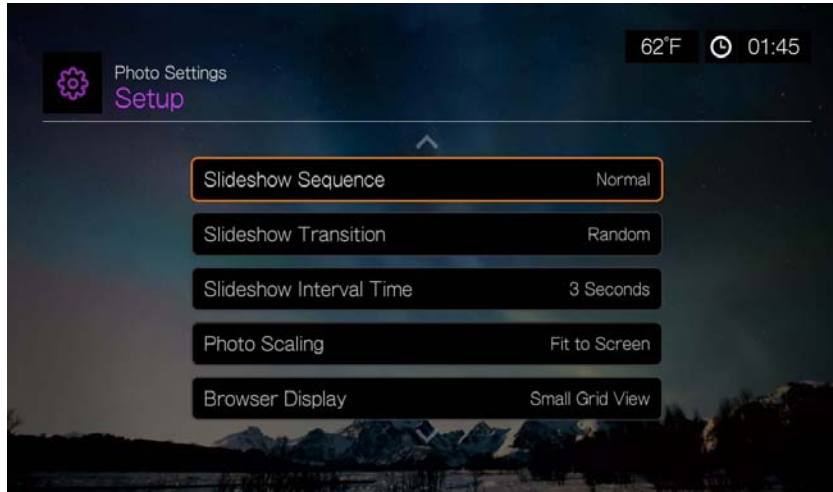 62°F 01:45
Photo Settings
Setup
Slideshow Sequence Normal
Slideshow Transition Random
Slideshow Interval Time 3 Seconds
Photo Scaling Fit to Screen
Browser Display Small Grid View